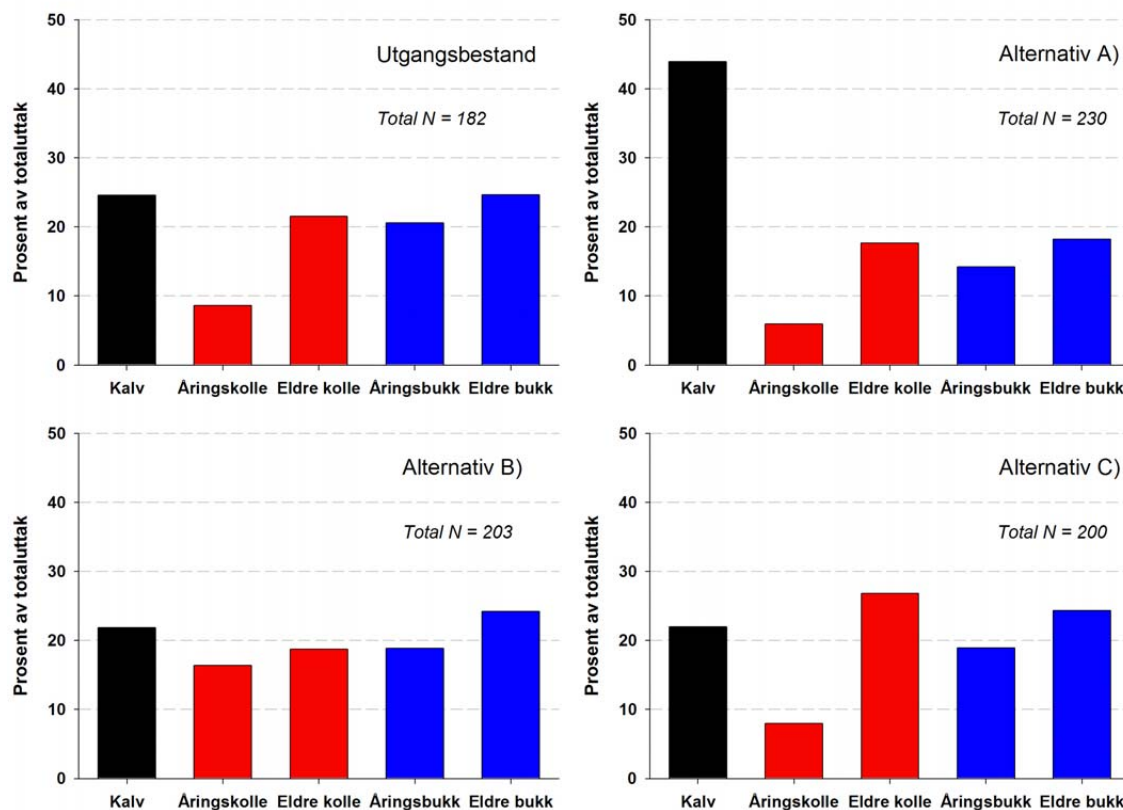 Utgangsbestand
Total N = 182
Prosent av totaluttak
50
40
30
20
10
0
Kalv Åringskolle Eldre kolle Åringsbukk Eldre bukk
Alternativ A)
Total N = 230
Prosent av totaluttak
50
40
30
20
10
0
Kalv Åringskolle Eldre kolle Åringsbukk Eldre bukk
Alternativ B)
Total N = 203
Prosent av totaluttak
50
40
30
20
10
0
Kalv Åringskolle Eldre kolle Åringsbukk Eldre bukk
Alternativ C)
Total N = 200
Prosent av totaluttak
50
40
30
20
10
0
Kalv Åringskolle Eldre kolle Åringsbukk Eldre bukk